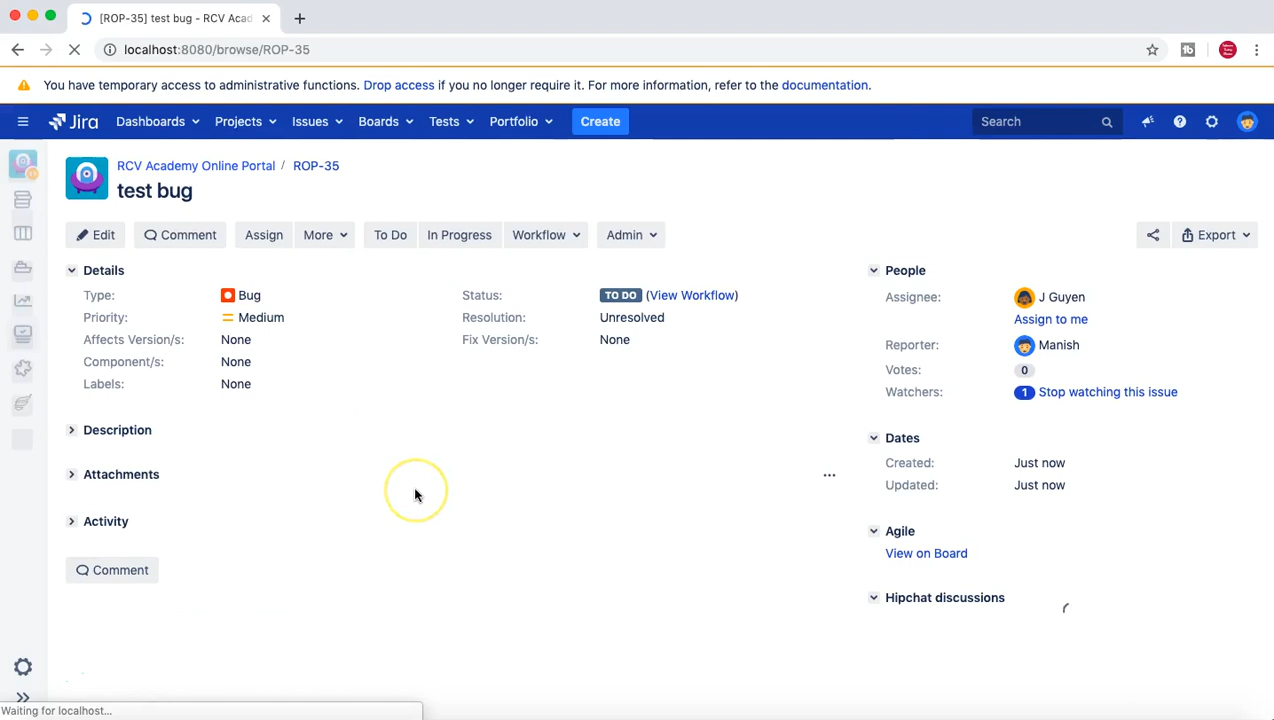 [ROP-35] test bug - RCV Acad
localhost:8080/browse/ROP-35
You have temporary access to administrative functions. Drop access if you no longer require it. For more information, refer to the documentation.
Jira Dashboards Projects Issues Boards Tests Portfolio Create Search
RCV Academy Online Portal / ROP-35
test bug
Edit Comment Assign More To Do In Progress Workflow Admin Export
Details
Type: Bug
Status: TO DO (View Workflow)
Priority: Medium
Resolution: Unresolved
Affects Version/s: None
Fix Version/s: None
Component/s: None
Labels: None
Description
Attachments
Activity
Comment
People
Assignee: J Guyen
Assign to me
Reporter: Manish
Votes: 0
Watchers: 1 Stop watching this issue
Dates
Created: Just now
Updated: Just now
Agile
View on Board
Hipchat discussions
Waiting for localhost...